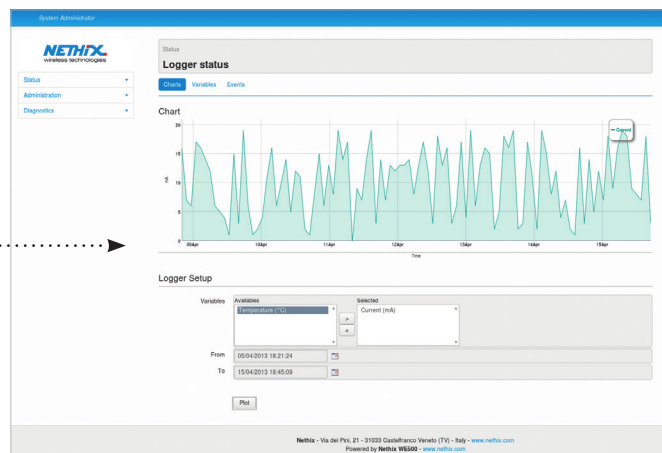 System Administrator
NETHIX
wireless technologies
Status
Administration
Diagnostics
Status
Logger status
Charts Variables Events
Chart
Current
20
15
mA
10
5
0
09Apr 10Apr 11Apr 12Apr 13Apr 14Apr 15Apr
Time
Logger Setup
Variables
Availables Selected
Temperature (°C) Current (mA)
>
<
From 05/04/2013 18:21:24
To 15/04/2013 18:45:09
Plot
Nethix - Via dei Pini, 21 - 31033 Castelfranco Veneto (TV) - Italy - www.nethix.com
Powered by Nethix WE500 - www.nethix.com